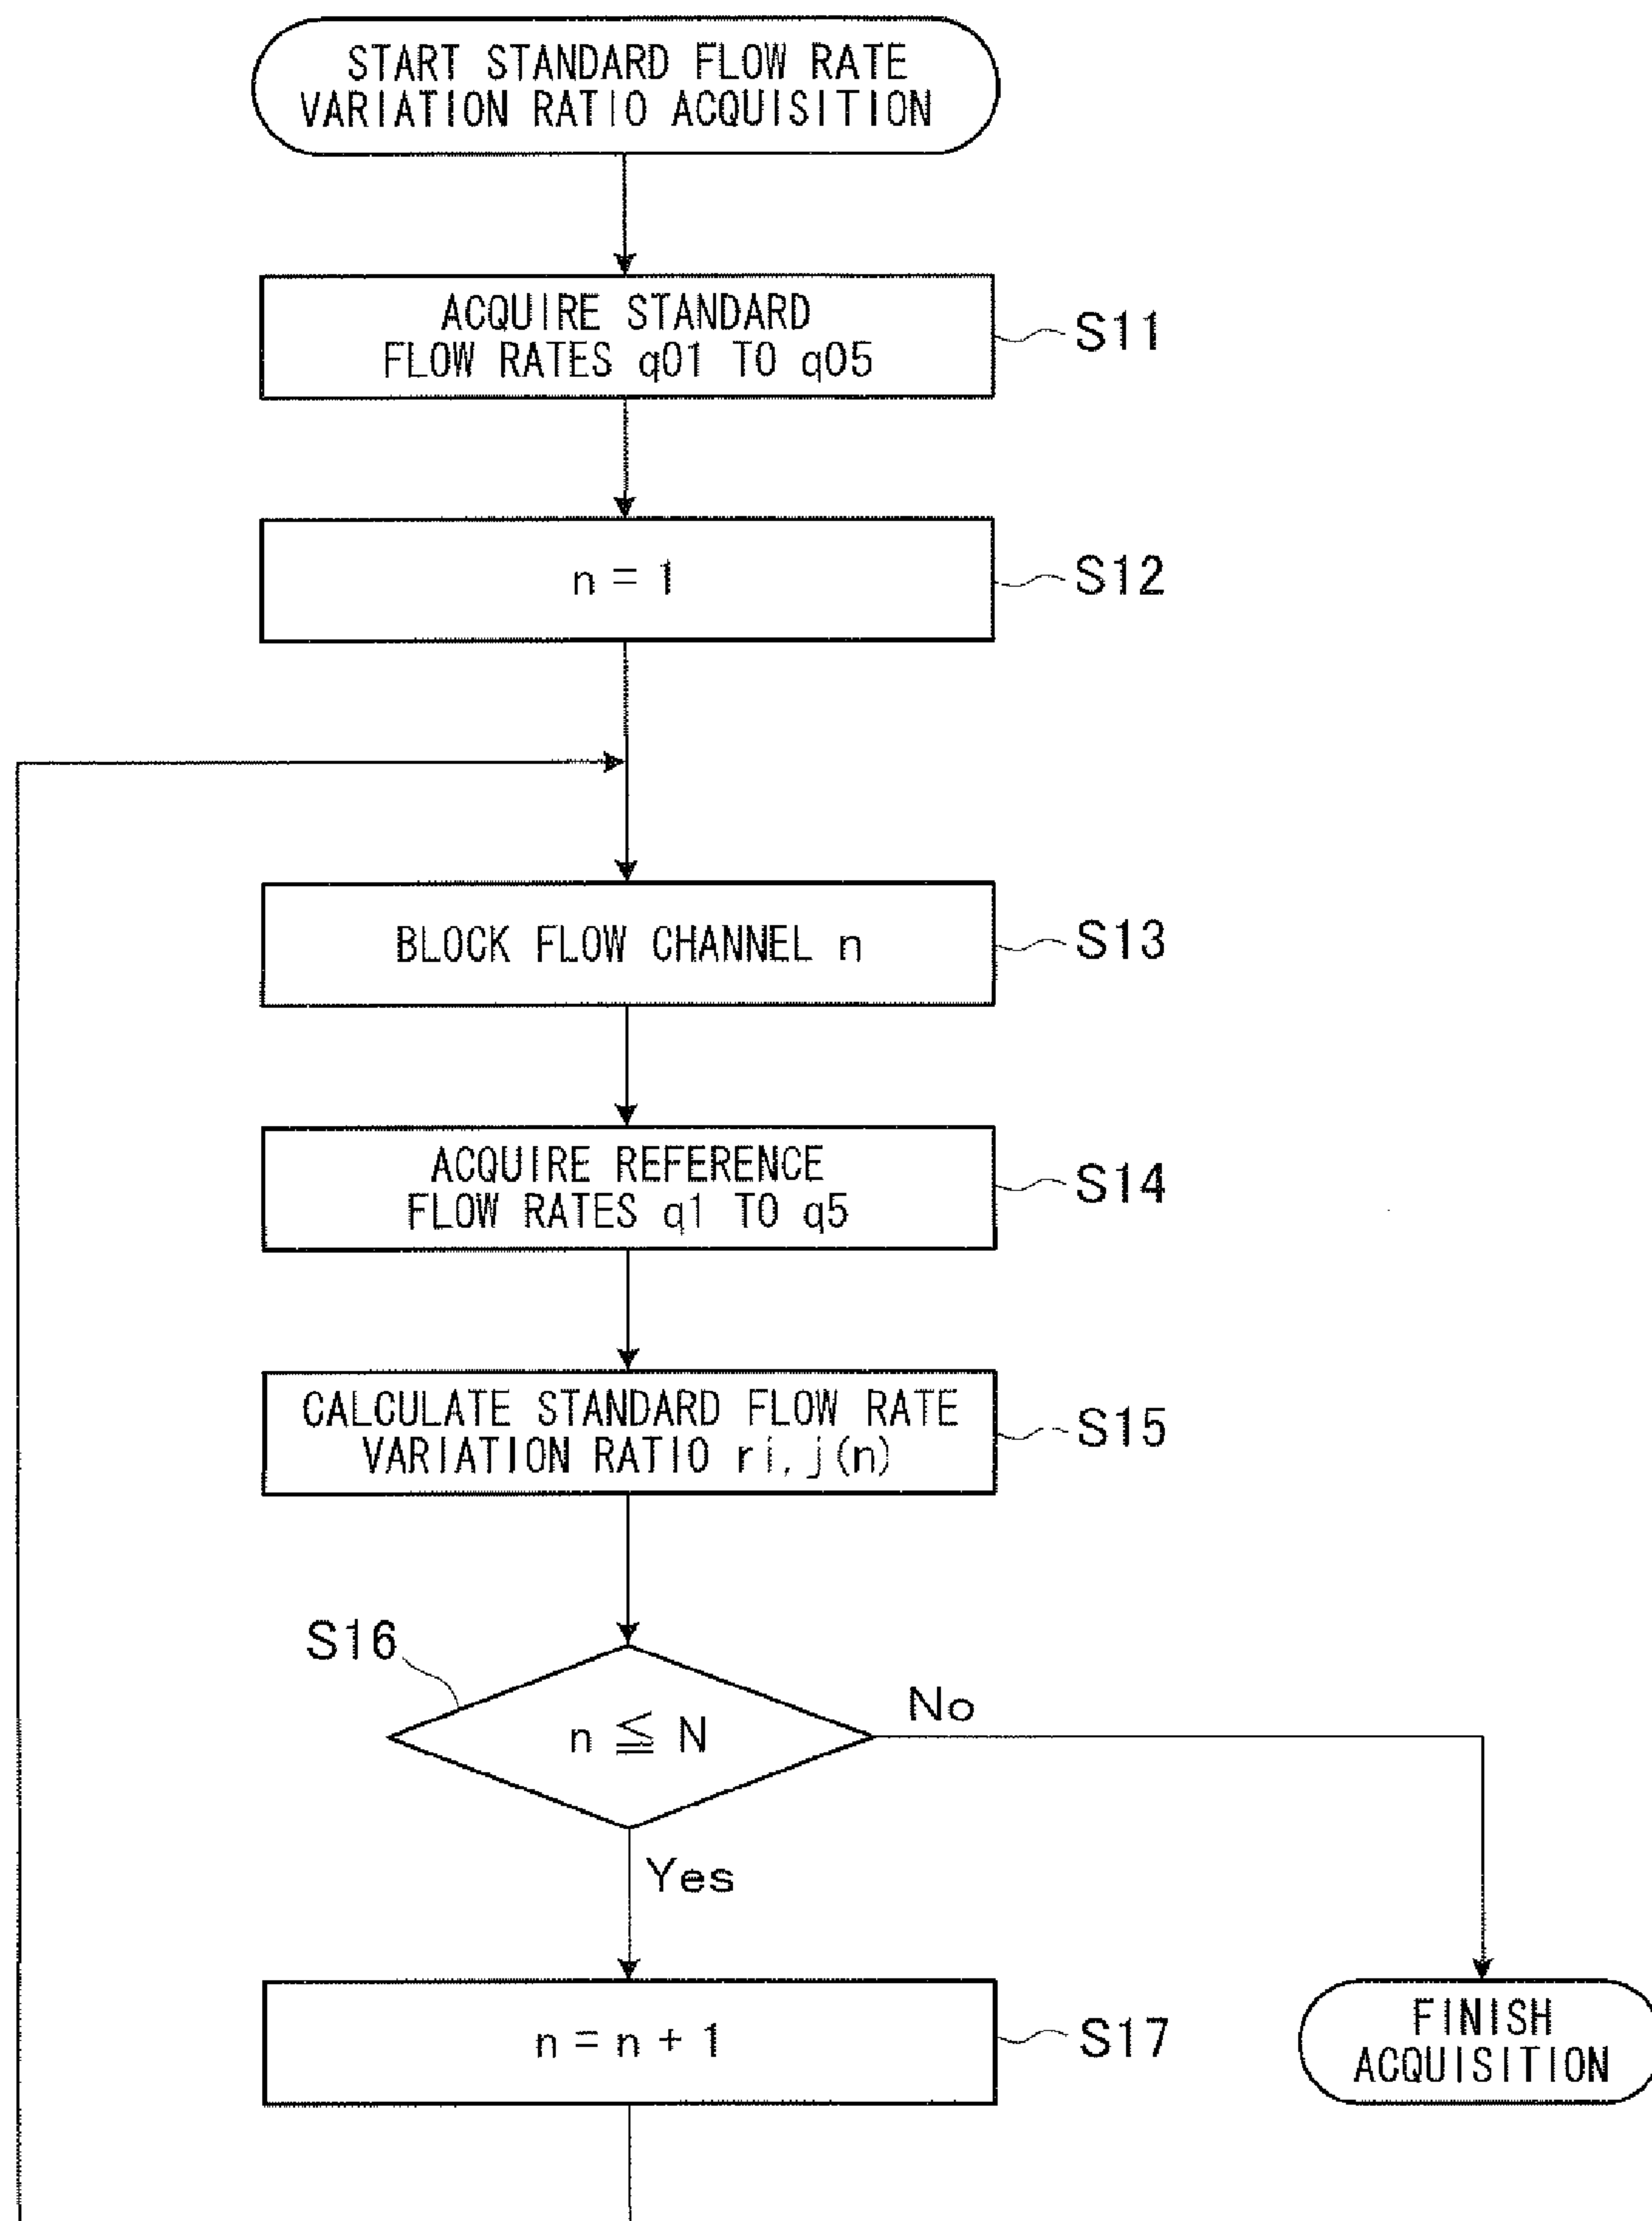 START STANDARD FLOW RATE
VARIATION RATIO ACQUISITION
ACQUIRE STANDARD
FLOW RATES q01 TO q05
S11
n = 1
S12
BLOCK FLOW CHANNEL n
S13
ACQUIRE REFERENCE
FLOW RATES q1 TO q5
S14
CALCULATE STANDARD FLOW RATE
VARIATION RATIO ri,j(n)
S15
S16
n ≦ N
No
Yes
n = n + 1
S17
FINISH
ACQUISITION